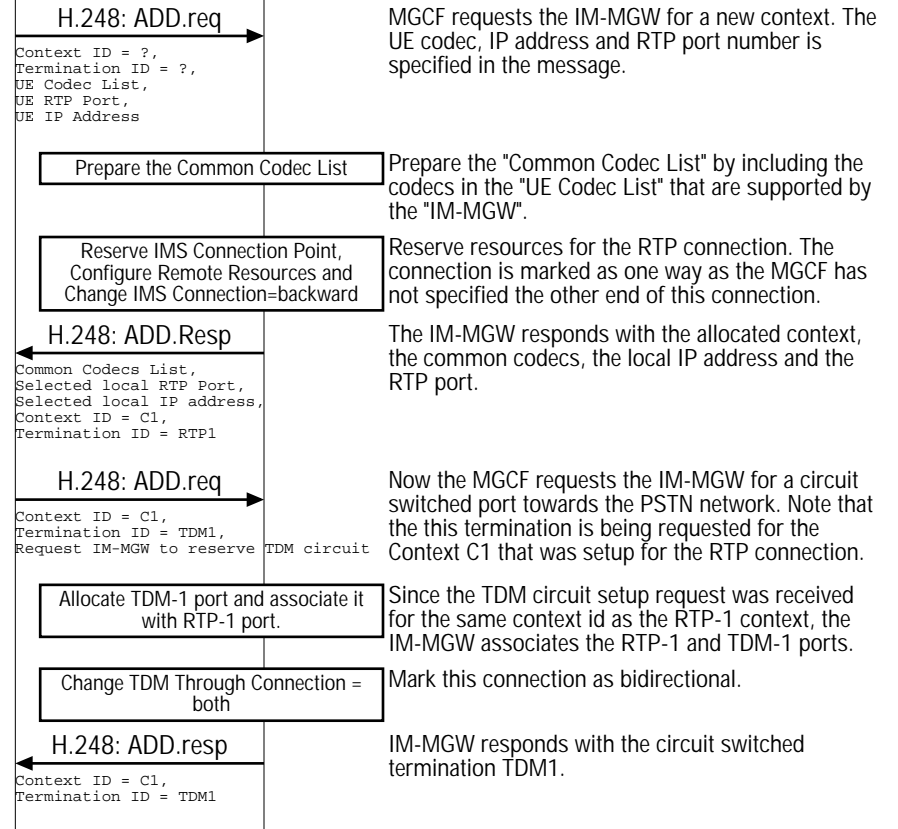 H.248: ADD.req
Context ID = ?,
Termination ID = ?,
UE Codec List,
UE RTP Port,
UE IP Address
MGCF requests the IM-MGW for a new context. The
UE codec, IP address and RTP port number is
specified in the message.
Prepare the Common Codec List
Prepare the "Common Codec List" by including the
codecs in the "UE Codec List" that are supported by
the "IM-MGW".
Reserve IMS Connection Point,
Configure Remote Resources and
Change IMS Connection=backward
Reserve resources for the RTP connection. The
connection is marked as one way as the MGCF has
not specified the other end of this connection.
H.248: ADD.Resp
Common Codecs List,
Selected local RTP Port,
Selected local IP address,
Context ID = C1,
Termination ID = RTP1
The IM-MGW responds with the allocated context,
the common codecs, the local IP address and the
RTP port.
H.248: ADD.req
Context ID = C1,
Termination ID = TDM1,
Request IM-MGW to reserve TDM circuit
Now the MGCF requests the IM-MGW for a circuit
switched port towards the PSTN network. Note that
the this termination is being requested for the
Context C1 that was setup for the RTP connection.
Allocate TDM-1 port and associate it
with RTP-1 port.
Since the TDM circuit setup request was received
for the same context id as the RTP-1 context, the
IM-MGW associates the RTP-1 and TDM-1 ports.
Change TDM Through Connection =
both
Mark this connection as bidirectional.
H.248: ADD.resp
Context ID = C1,
Termination ID = TDM1
IM-MGW responds with the circuit switched
termination TDM1.